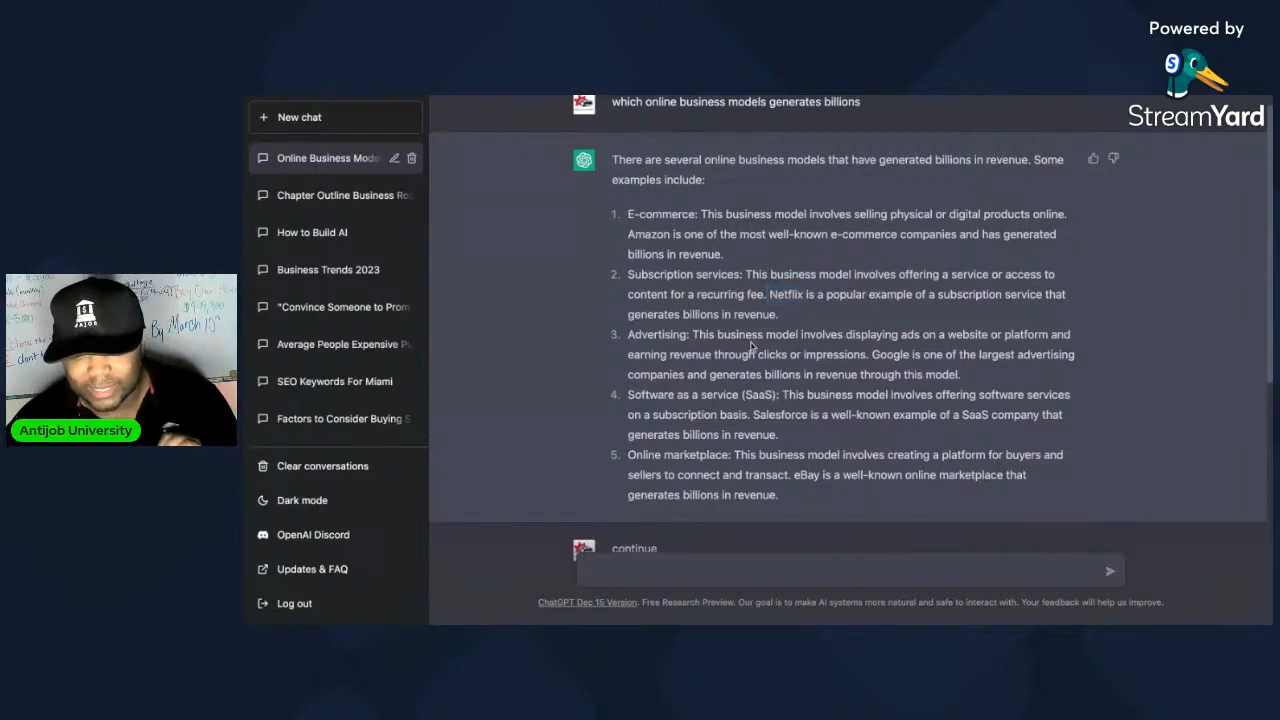 Powered by
StreamYard
New chat
Online Business Mod
Chapter Outline Business Ro
How to Build AI
Business Trends 2023
"Convince Someone to Prom
Average People Expensive Pu
SEO Keywords For Miami
Factors to Consider Buying S
Clear conversations
Dark mode
OpenAI Discord
Updates & FAQ
Log out
which online business models generates billions
There are several online business models that have generated billions in revenue. Some
examples include:
1. E-commerce: This business model involves selling physical or digital products online.
Amazon is one of the most well-known e-commerce companies and has generated
billions in revenue.
2. Subscription services: This business model involves offering a service or access to
content for a recurring fee. Netflix is a popular example of a subscription service that
generates billions in revenue.
3. Advertising: This business model involves displaying ads on a website or platform and
earning revenue through clicks or impressions. Google is one of the largest advertising
companies and generates billions in revenue through this model.
4. Software as a service (SaaS): This business model involves offering software services
on a subscription basis. Salesforce is a well-known example of a SaaS company that
generates billions in revenue.
5. Online marketplace: This business model involves creating a platform for buyers and
sellers to connect and transact. eBay is a well-known online marketplace that
generates billions in revenue.
continue
ChatGPT Dec 15 Version. Free Research Preview. Our goal is to make AI systems more natural and safe to interact with. Your feedback will help us improve.
By March 15
AJOB
Antijob University